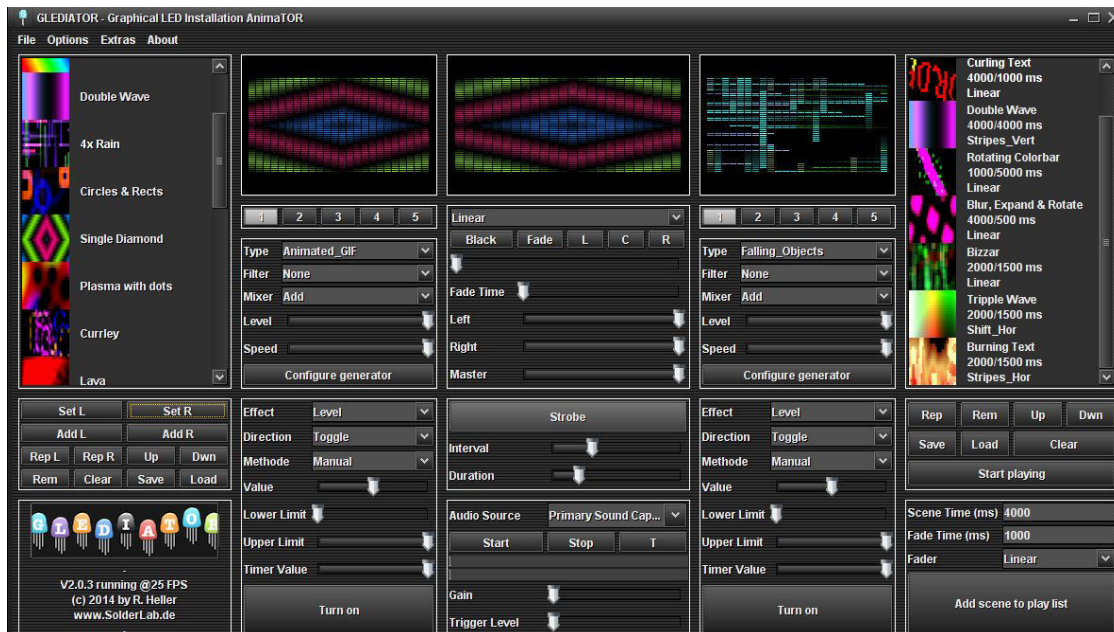 GLEDIATOR - Graphical LED Installation AnimaTOR
File Options Extras About
Double Wave
4x Rain
Circles & Rects
Single Diamond
Plasma with dots
Currley
Lava
Set L Set R
Add L Add R
Rep L Rep R Up Dwn
Rem Clear Save Load
GLEDIATOR
V2.0.3 running @25 FPS
(c) 2014 by R. Heller
www.SolderLab.de
1 2 3 4 5
Type Animated_GIF
Filter None
Mixer Add
Level
Speed
Configure generator
Effect Level
Direction Toggle
Methode Manual
Value
Lower Limit
Upper Limit
Timer Value
Turn on
Linear
Black Fade L C R
Fade Time
Left
Right
Master
Strobe
Interval
Duration
Audio Source Primary Sound Cap...
Start Stop T
Gain
Trigger Level
1 2 3 4 5
Type Falling_Objects
Filter None
Mixer Add
Level
Speed
Configure generator
Effect Level
Direction Toggle
Methode Manual
Value
Lower Limit
Upper Limit
Timer Value
Turn on
Curling Text
4000/1000 ms
Linear
Double Wave
4000/4000 ms
Stripes_Vert
Rotating Colorbar
1000/5000 ms
Linear
Blur, Expand & Rotate
4000/500 ms
Linear
Bizzar
2000/1500 ms
Linear
Tripple Wave
2000/1500 ms
Shift_Hor
Burning Text
2000/1500 ms
Stripes_Hor
Rep Rem Up Dwn
Save Load Clear
Start playing
Scene Time (ms) 4000
Fade Time (ms) 1000
Fader Linear
Add scene to play list